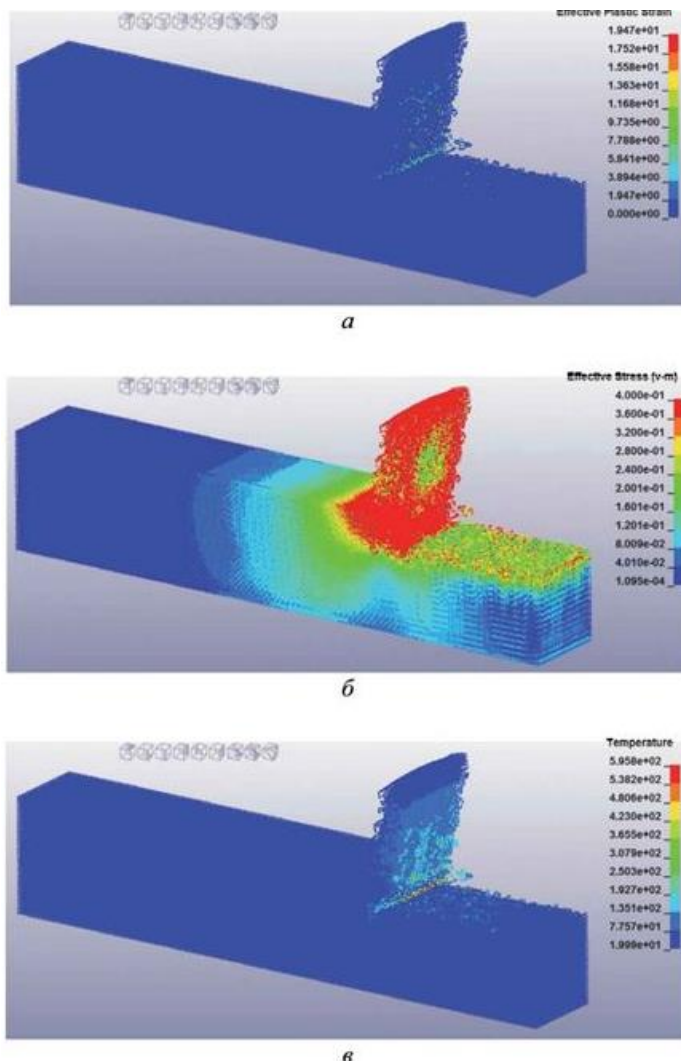 Effective Plastic Strain
1.947e+01
1.752e+01
1.558e+01
1.363e+01
1.168e+01
9.735e+00
7.788e+00
5.841e+00
3.894e+00
1.947e+00
0.000e+00
а
Effective Stress (v-m)
4.000e-01
3.600e-01
3.200e-01
2.800e-01
2.400e-01
2.001e-01
1.601e-01
1.201e-01
8.009e-02
4.010e-02
1.095e-04
б
Temperature
5.958e+02
5.382e+02
4.806e+02
4.230e+02
3.655e+02
3.079e+02
2.503e+02
1.927e+02
1.351e+02
7.757e+01
1.999e+01
в